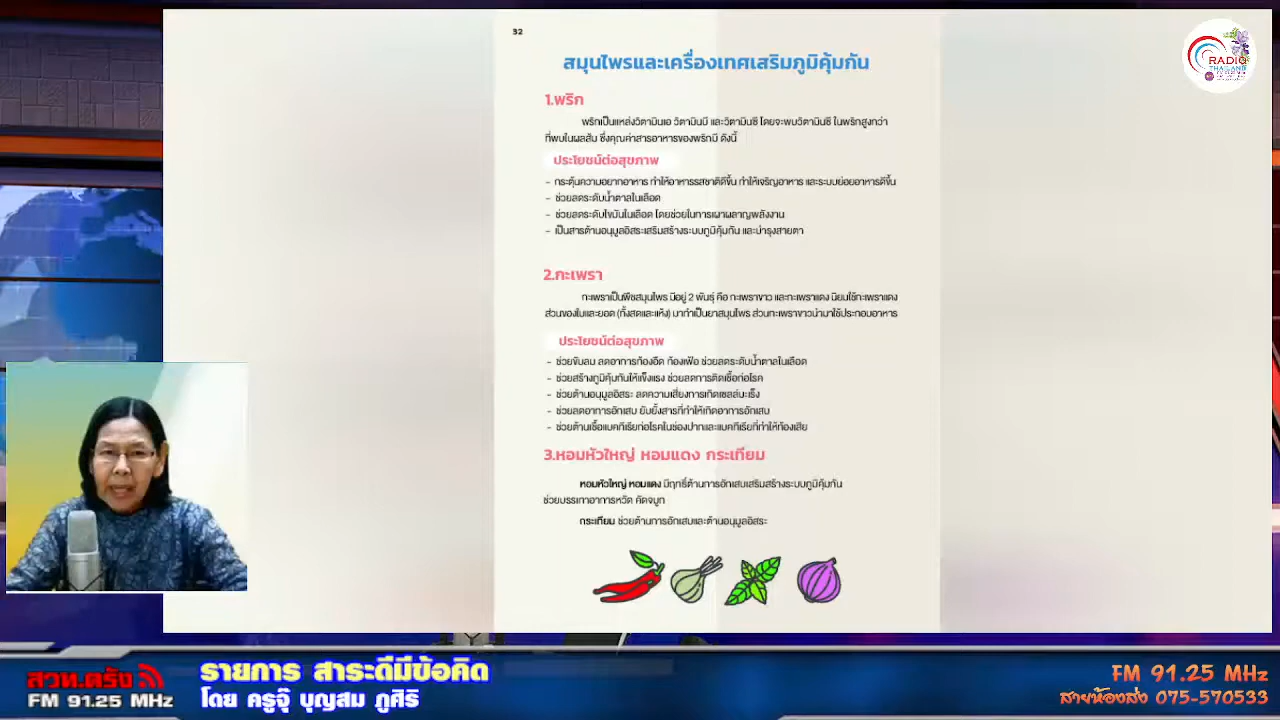 32
สมุนไพรและเครื่องเทศเสริมภูมิคุ้มกัน
1.พริก
พริกเป็นแหล่งวิตามินเอ วิตามินบี และวิตามินซี โดยจะพบวิตามินซี ในพริกสูงกว่า
ที่พบในผลส้ม ซึ่งคุณค่าสารอาหารของพริกมี ดังนี้
ประโยชน์ต่อสุขภาพ
- กระตุ้นความอยากอาหาร ทำให้อาหารรสชาติดีขึ้น ทำให้เจริญอาหาร และระบบย่อยอาหารดีขึ้น
- ช่วยลดระดับน้ำตาลในเลือด
- ช่วยลดระดับไขมันในเลือด โดยช่วยในการเผาผลาญพลังงาน
- เป็นสารต้านอนุมูลอิสระเสริมสร้างระบบภูมิคุ้มกัน และบำรุงสายตา
2.กะเพรา
กะเพราเป็นพืชสมุนไพร มีอยู่ 2 พันธุ์ คือ กะเพราขาว และกะเพราแดง นิยมใช้กะเพราแดง
ส่วนของใบและยอด (ทั้งสดและแห้ง) มาทำเป็นยาสมุนไพร ส่วนกะเพราขาวนำมาใช้ประกอบอาหาร
ประโยชน์ต่อสุขภาพ
- ช่วยขับลม ลดอาการท้องอืด ท้องเฟ้อ ช่วยลดระดับน้ำตาลในเลือด
- ช่วยสร้างภูมิคุ้มกันให้แข็งแรง ช่วยลดการติดเชื้อก่อโรค
- ช่วยต้านอนุมูลอิสระ ลดความเสี่ยงการเกิดเซลล์มะเร็ง
- ช่วยลดอาการอักเสบ ยับยั้งสารที่ทำให้เกิดอาการอักเสบ
- ช่วยต้านเชื้อแบคทีเรียก่อโรคในช่องปากและแบคทีเรียที่ทำให้ท้องเสีย
3.หอมหัวใหญ่ หอมแดง กระเทียม
หอมหัวใหญ่ หอมแดง มีฤทธิ์ต้านการอักเสบเสริมสร้างระบบภูมิคุ้มกัน
ช่วยบรรเทาอาการหวัด คัดจมูก
กระเทียม ช่วยต้านการอักเสบและต้านอนุมูลอิสระ
RADIO
THAILAND
สวท.ตรัง
FM 91.25 MHz
รายการ สาระดีมีข้อคิด
โดย ครูจุ๊ บุญสม ภูศิริ
FM 91.25 MHz
สายห้องส่ง 075-570533